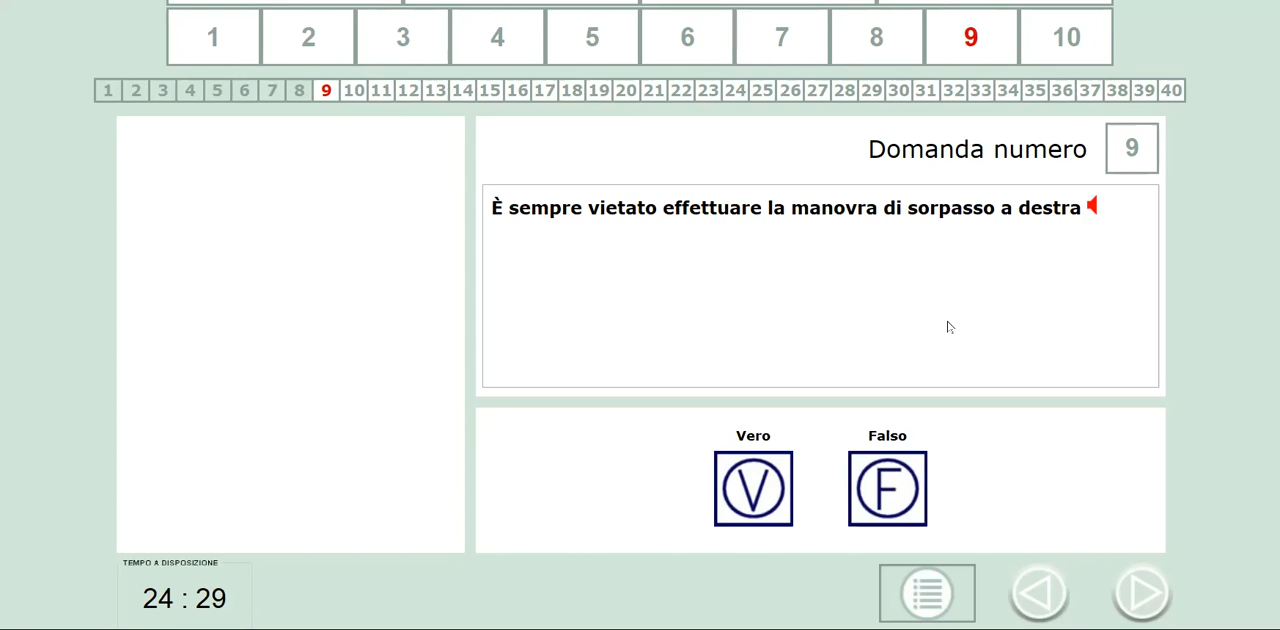 1 2 3 4 5 6 7 8 9 10
1 2 3 4 5 6 7 8 9 10 11 12 13 14 15 16 17 18 19 20 21 22 23 24 25 26 27 28 29 30 31 32 33 34 35 36 37 38 39 40
Domanda numero 9
È sempre vietato effettuare la manovra di sorpasso a destra
Vero Falso
V F
TEMPO A DISPOSIZIONE
24 : 29